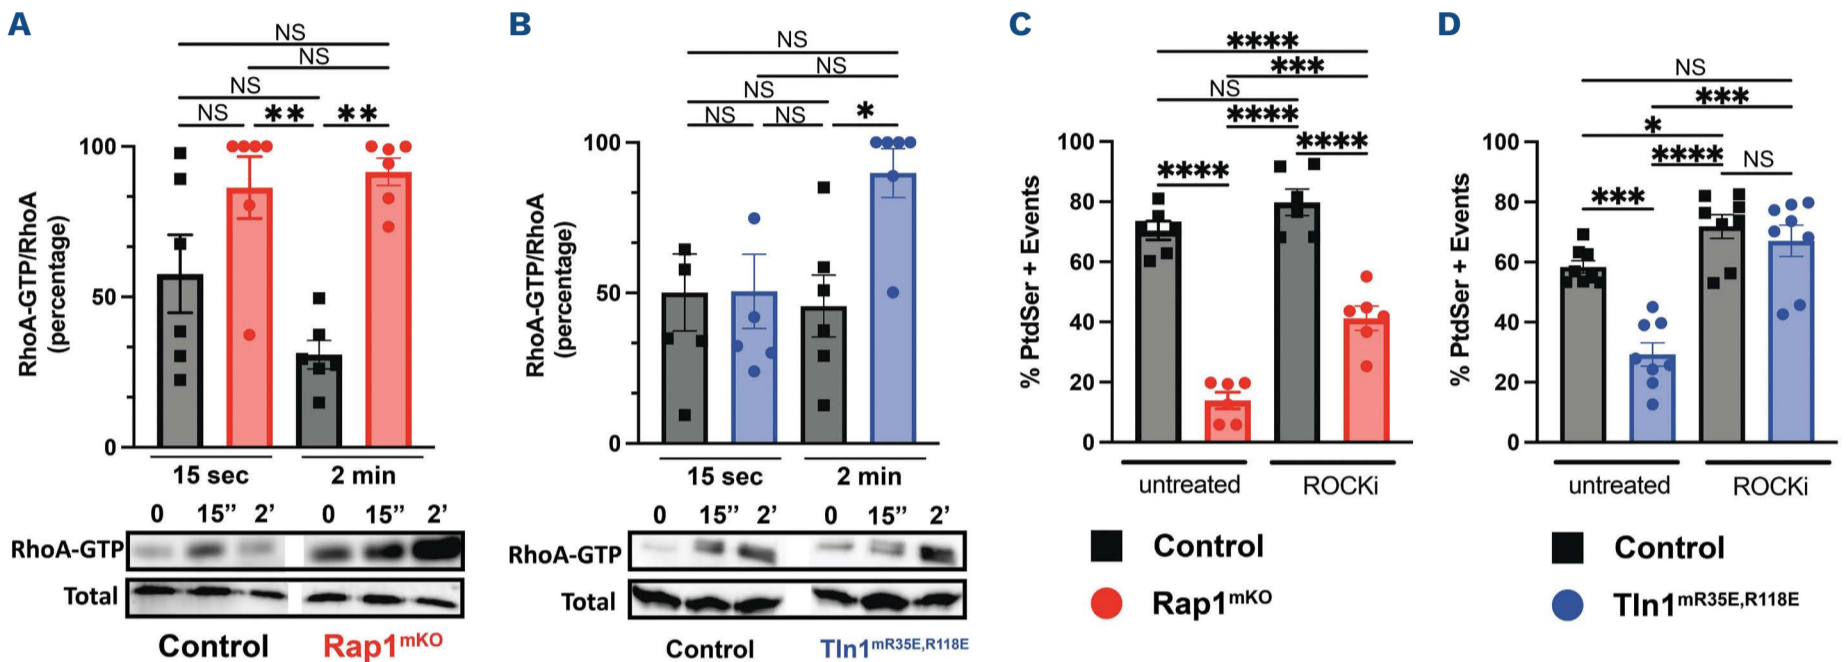 A
NS
NS
NS
NS ** **
RhoA-GTP/RhoA
(percentage)
100
50
0
15 sec 2 min
0 15” 2’ 0 15” 2’
RhoA-GTP
Total
Control Rap1mKO
B
NS
NS
NS
NS NS *
RhoA-GTP/RhoA
(percentage)
100
50
0
15 sec 2 min
0 15” 2’ 0 15” 2’
RhoA-GTP
Total
Control Tln1mR35E,R118E
C
****
***
NS
****
****
****
% PtdSer + Events
100
80
60
40
20
0
untreated ROCKi
Control
Rap1mKO
D
NS
***
*
**** NS
***
% PtdSer + Events
100
80
60
40
20
0
untreated ROCKi
Control
Tln1mR35E,R118E